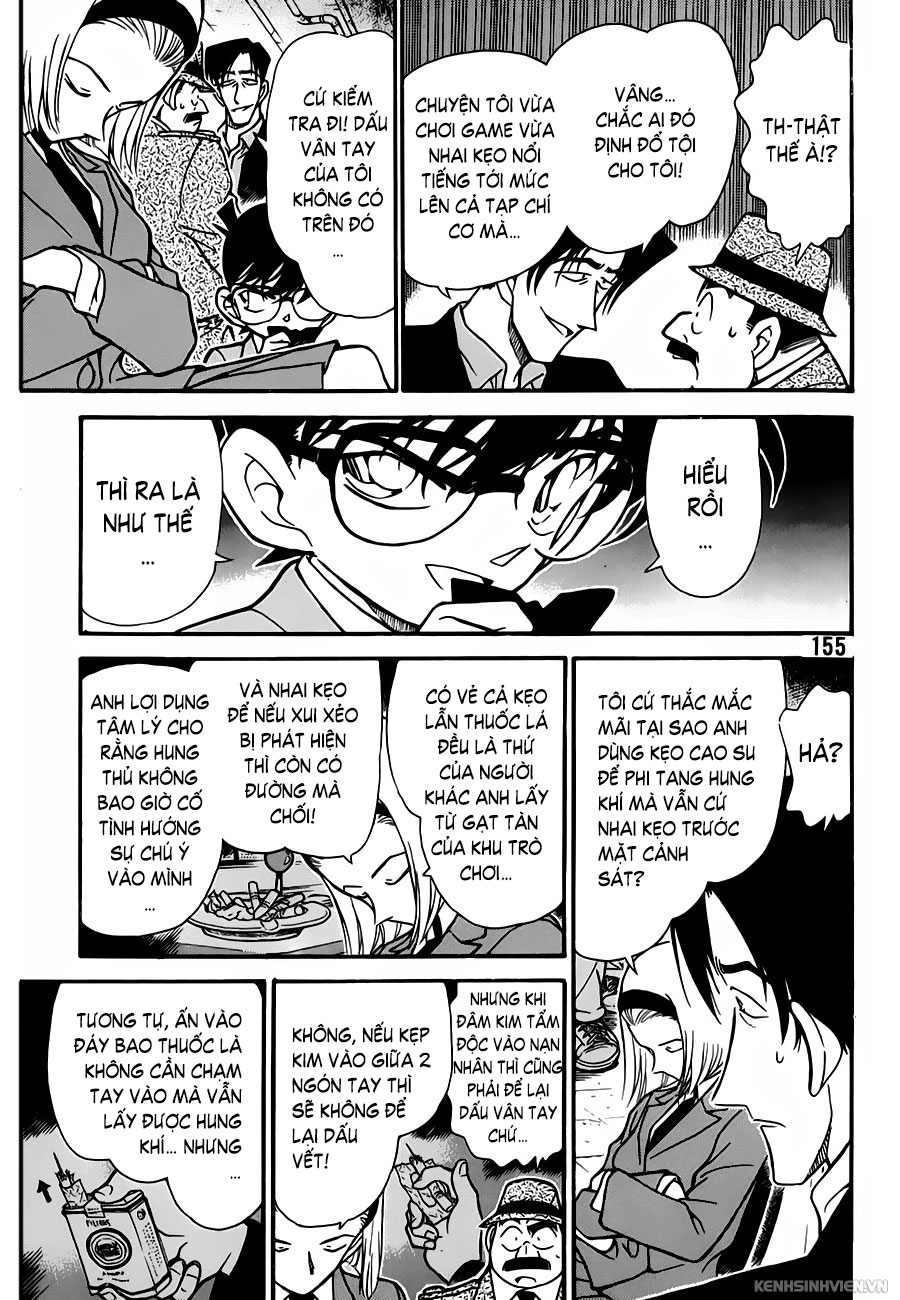 TH-THẬT
THẾ À!?
VÂNG...
CHẮC AI ĐÓ
ĐỊNH ĐỔ TỘI
CHO TÔI!
CHUYỆN TÔI VỪA
CHƠI GAME VỪA
NHAI KẸO NỔI
TIẾNG TỚI MỨC
LÊN CẢ TẠP CHÍ
CƠ MÀ...
CỨ KIỂM
TRA ĐI! DẤU
VÂN TAY
CỦA TÔI
KHÔNG CÓ
TRÊN ĐÓ
...
HIỂU
RỒI
...
THÌ RA LÀ
NHƯ THẾ
...
155
HẢ?
TÔI CỨ THẮC MẮC
MÃI TẠI SAO ANH
DÙNG KẸO CAO SU
ĐỂ PHI TANG HUNG
KHÍ MÀ VẪN CỨ
NHAI KẸO TRƯỚC
MẶT CẢNH
SÁT?
CÓ VẺ CẢ KẸO
LẪN THUỐC LÁ
ĐỀU LÀ THỨ
CỦA NGƯỜI
KHÁC ANH LẤY
TỪ GẠT TÀN
CỦA KHU TRÒ
CHƠI...
VÀ NHAI KẸO
ĐỂ NẾU XUI XẺO
BỊ PHÁT HIỆN
THÌ CÒN CÓ
ĐƯỜNG MÀ
CHỐI!
ANH LỢI DỤNG
TÂM LÝ CHO
RẰNG HUNG
THỦ KHÔNG
BAO GIỜ CỐ
TÌNH HƯỚNG
SỰ CHÚ Ý
VÀO MÌNH
...
NHƯNG KHI
ĐÂM KIM TẨM
ĐỘC VÀO NẠN
NHÂN THÌ CŨNG
PHẢI ĐỂ LẠI
DẤU VÂN TAY
CHỨ...
KHÔNG, NẾU KẸP
KIM VÀO GIỮA 2
NGÓN TAY THÌ
SẼ KHÔNG ĐỂ
LẠI DẤU
VẾT!
TƯƠNG TỰ, ẤN VÀO
ĐÁY BAO THUỐC LÀ
KHÔNG CẦN CHẠM
TAY VÀO MÀ VẪN
LẤY ĐƯỢC HUNG
KHÍ... NHƯNG
...
KENHSINHVIEN.VN